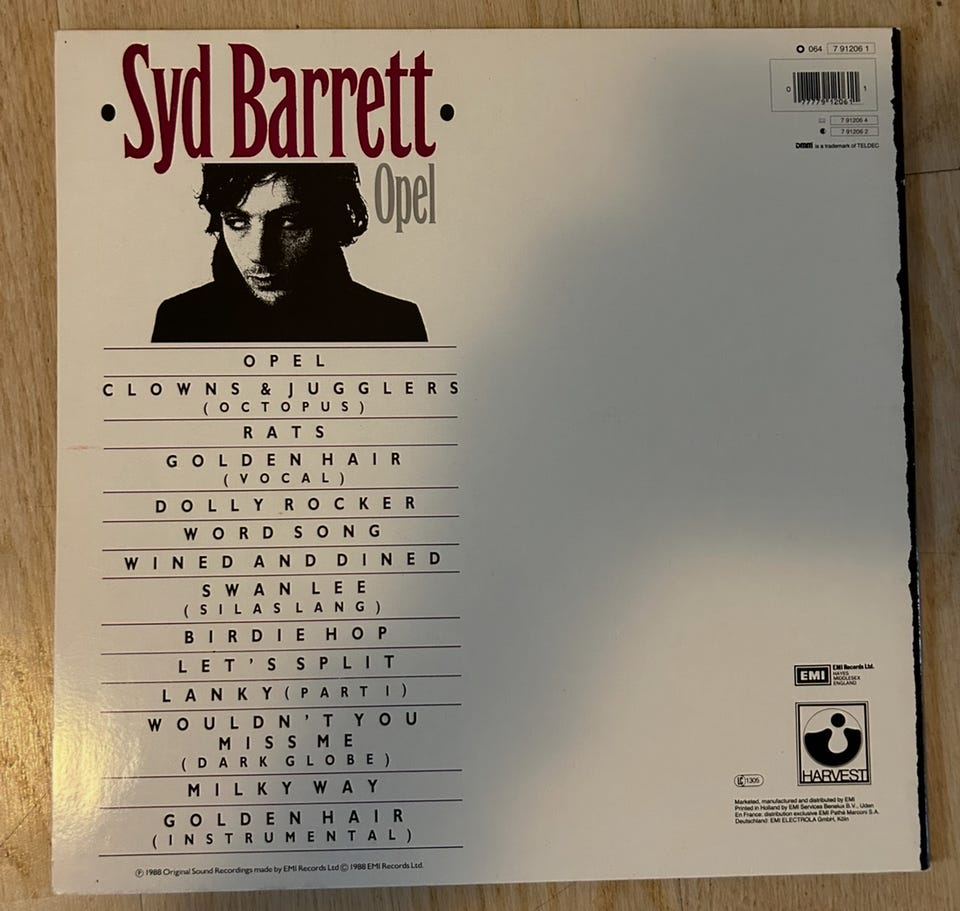 Syd Barrett
Opel
064 7 91206 1
0 77779 12061 1
7 91206 4
7 91206 2
DMM is a trademark of TELDEC
OPEL
CLOWNS & JUGGLERS
(OCTOPUS)
RATS
GOLDEN HAIR
(VOCAL)
DOLLY ROCKER
WORD SONG
WINED AND DINED
SWAN LEE
(SILAS LANG)
BIRDIE HOP
LET'S SPLIT
LANKY (PART I)
WOULDN'T YOU
MISS ME
(DARK GLOBE)
MILKY WAY
GOLDEN HAIR
(INSTRUMENTAL)
℗ 1988 Original Sound Recordings made by EMI Records Ltd © 1988 EMI Records Ltd.
EMI
EMI Records Ltd.
HAYES
MIDDLESEX
ENGLAND
HARVEST
LC 1305
Marketed, manufactured and distributed by EMI
Printed in Holland by EMI Services Benelux B.V., Uden
En France: distribution exclusive EMI Pathé Marconi S.A.
Deutschland: EMI ELECTROLA GmbH, Köln